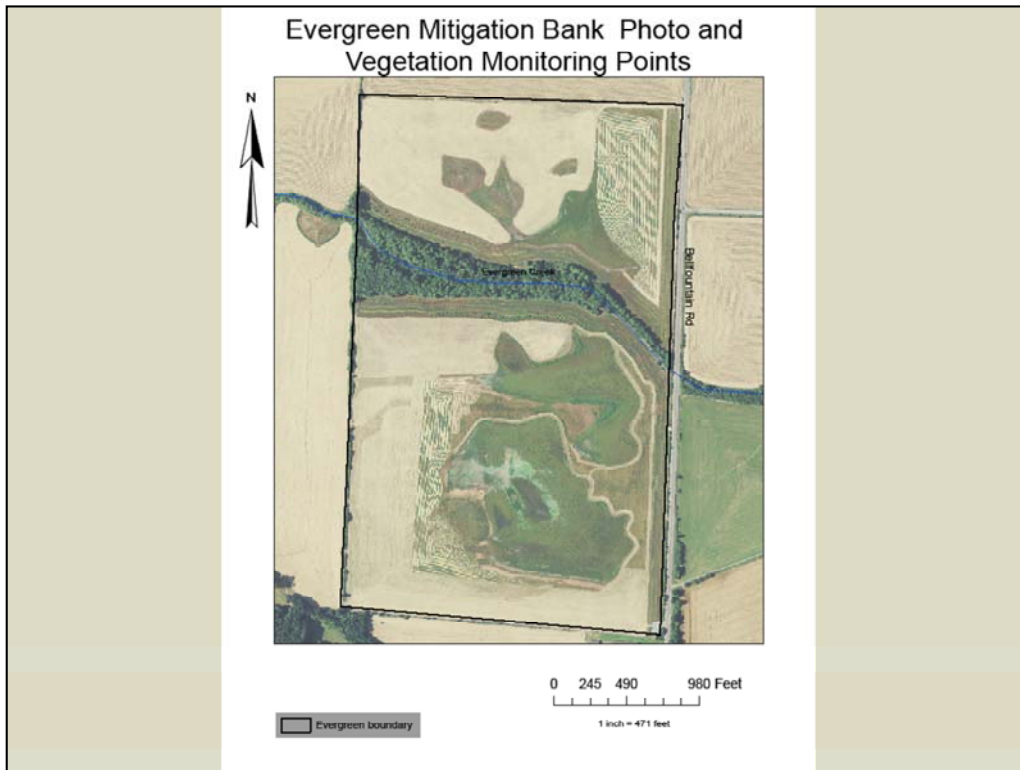 Evergreen Mitigation Bank Photo and
Vegetation Monitoring Points
N
Evergreen Creek
Bellfountain Rd
0 245 490 980 Feet
1 inch = 471 feet
Evergreen boundary